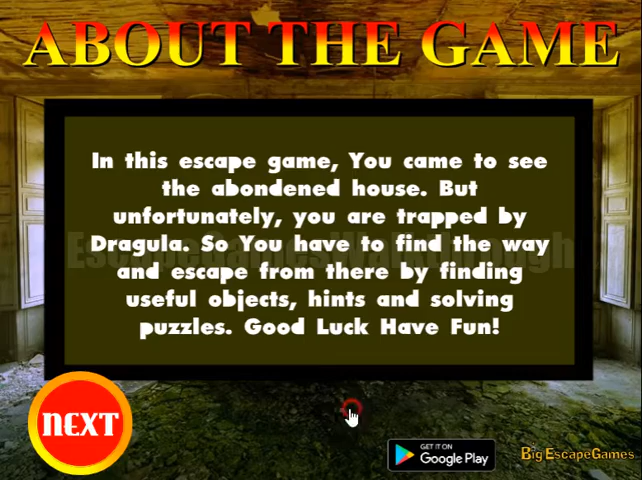 ABOUT THE GAME
In this escape game, You came to see
the abondened house. But
unfortunately, you are trapped by
Dragula. So You have to find the way
and escape from there by finding
useful objects, hints and solving
puzzles. Good Luck Have Fun!
EscapeGamesWalkthrough
NEXT
GET IT ON
Google Play
BigEscapeGames